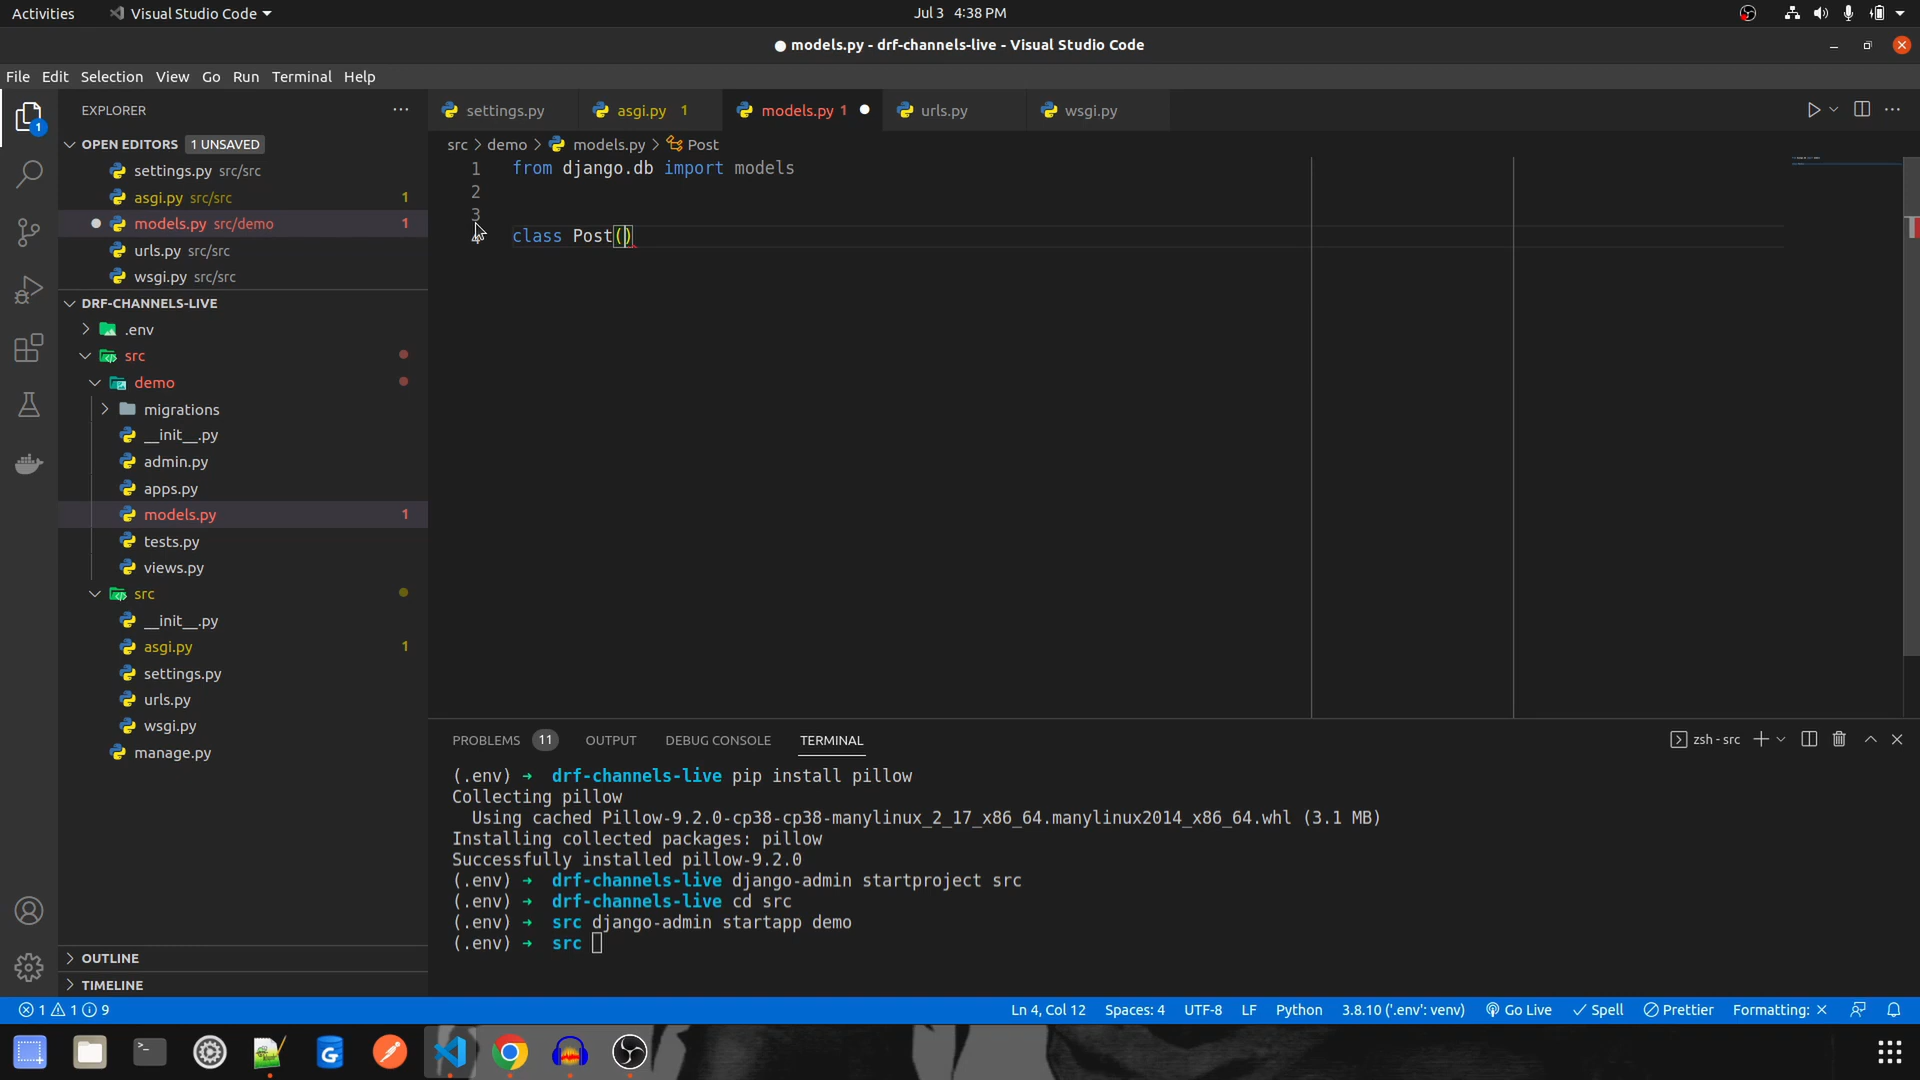 Activities
Visual Studio Code
Jul 3 4:38 PM
models.py - drf-channels-live - Visual Studio Code
File Edit Selection View Go Run Terminal Help
EXPLORER
OPEN EDITORS 1 UNSAVED
settings.py src/src
asgi.py src/src 1
models.py src/demo 1
urls.py src/src
wsgi.py src/src
DRF-CHANNELS-LIVE
.env
src
demo
migrations
__init__.py
admin.py
apps.py
models.py 1
tests.py
views.py
src
__init__.py
asgi.py 1
settings.py
urls.py
wsgi.py
manage.py
OUTLINE
TIMELINE
1
settings.py
asgi.py 1
models.py 1
urls.py
wsgi.py
src > demo > models.py > Post
1 from django.db import models
2
3
4 class Post()
PROBLEMS 11 OUTPUT DEBUG CONSOLE TERMINAL
zsh - src
(.env) → drf-channels-live pip install pillow
Collecting pillow
Using cached Pillow-9.2.0-cp38-cp38-manylinux_2_17_x86_64.manylinux2014_x86_64.whl (3.1 MB)
Installing collected packages: pillow
Successfully installed pillow-9.2.0
(.env) → drf-channels-live django-admin startproject src
(.env) → drf-channels-live cd src
(.env) → src django-admin startapp demo
(.env) → src
1 1 9
Ln 4, Col 12 Spaces: 4 UTF-8 LF Python 3.8.10 ('.env': venv) Go Live Spell Prettier Formatting: ×